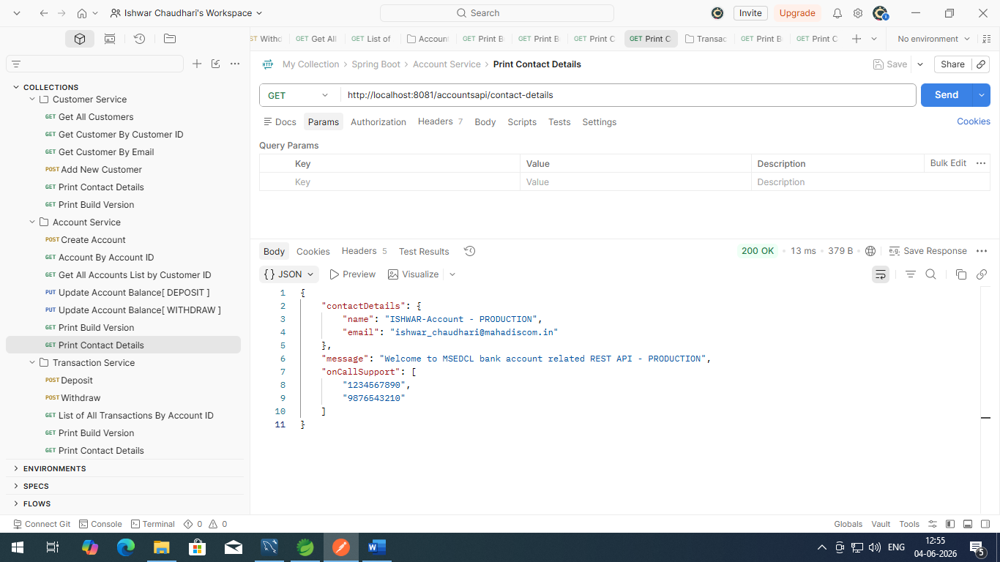 Ishwar Chaudhari's Workspace
Search
Invite
Upgrade
Withd
GET Get All
GET List of
Accoun
GET Print B
GET Print B
GET Print C
GET Print C
Transac
GET Print B
GET Print C
No environment
My Collection > Spring Boot > Account Service > Print Contact Details
Save
Share
GET
http://localhost:8081/accountsapi/contact-details
Send
Docs Params Authorization Headers 7 Body Scripts Tests Settings
Cookies
Query Params
Key Value Description Bulk Edit
Key Value Description
COLLECTIONS
Customer Service
GET Get All Customers
GET Get Customer By Customer ID
GET Get Customer By Email
POST Add New Customer
GET Print Contact Details
GET Print Build Version
Account Service
POST Create Account
GET Account By Account ID
GET Get All Accounts List by Customer ID
PUT Update Account Balance[ DEPOSIT ]
PUT Update Account Balance[ WITHDRAW ]
GET Print Build Version
GET Print Contact Details
Transaction Service
POST Deposit
POST Withdraw
GET List of All Transactions By Account ID
GET Print Build Version
GET Print Contact Details
ENVIRONMENTS
SPECS
FLOWS
Body Cookies Headers 5 Test Results
200 OK • 13 ms • 379 B
e.g. Save Response
{} JSON Preview Visualize
1 {
2 "contactDetails": {
3 "name": "ISHWAR-Account - PRODUCTION",
4 "email": "ishwar_chaudhari@mahadiscom.in"
5 },
6 "message": "Welcome to MSEDCL bank account related REST API - PRODUCTION",
7 "onCallSupport": [
8 "1234567890",
9 "9876543210"
10 ]
11 }
Connect Git Console Terminal 0 0
Globals Vault Tools
ENG
12:55
04-06-2026
5